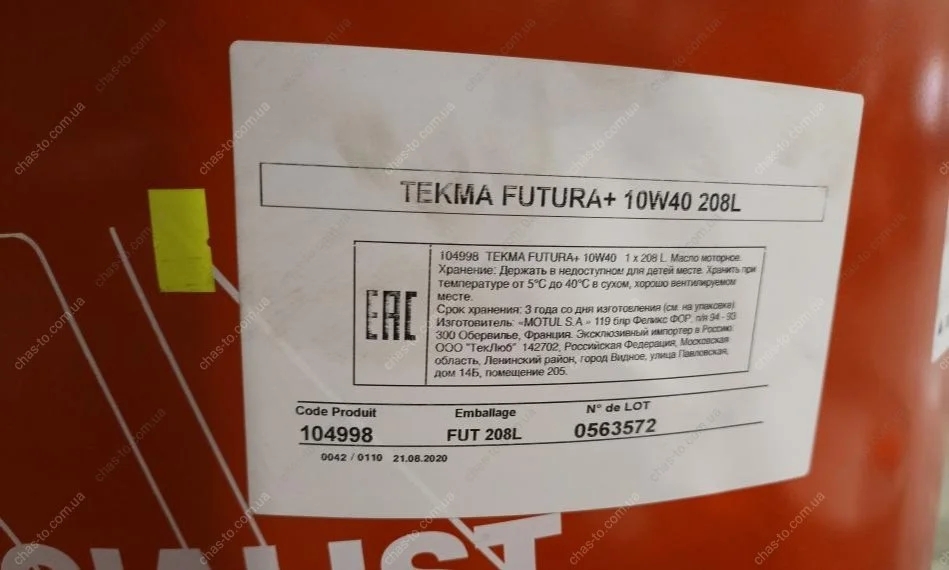 TEKMA FUTURA+ 10W40 208L
104998 TEKMA FUTURA+ 10W40 1 x 208 L. Масло моторное.
Хранение: Держать в недоступном для детей месте. Хранить при
температуре от 5°C до 40°C в сухом, хорошо вентилируемом
месте.
Срок хранения: 3 года со дня изготовления (см. на упаковке).
Изготовитель: «MOTUL S.A » 119 блр Феликс ФОР, п/я 94 - 93
300 Обервилье, Франция. Эксклюзивный импортер в Россию:
ООО "ТекЛюб" 142702, Российская Федерация, Московская
область, Ленинский район, город Видное, улица Павловская,
дом 14Б, помещение 205.
EAC
Code Produit Emballage N° de LOT
104998 FUT 208L 0563572
0042 / 0110 21.08.2020
chas-to.com.ua